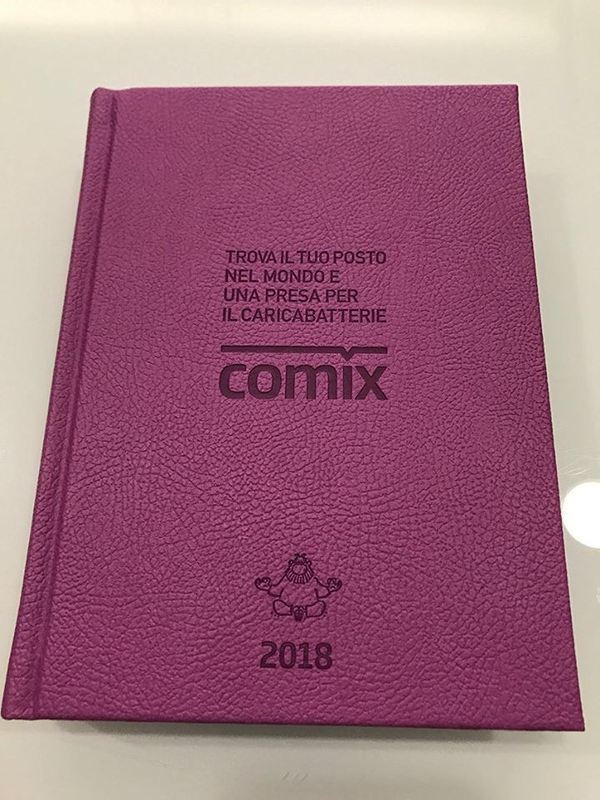 TROVA IL TUO POSTO
NEL MONDO E
UNA PRESA PER
IL CARICABATTERIE
comix
2018